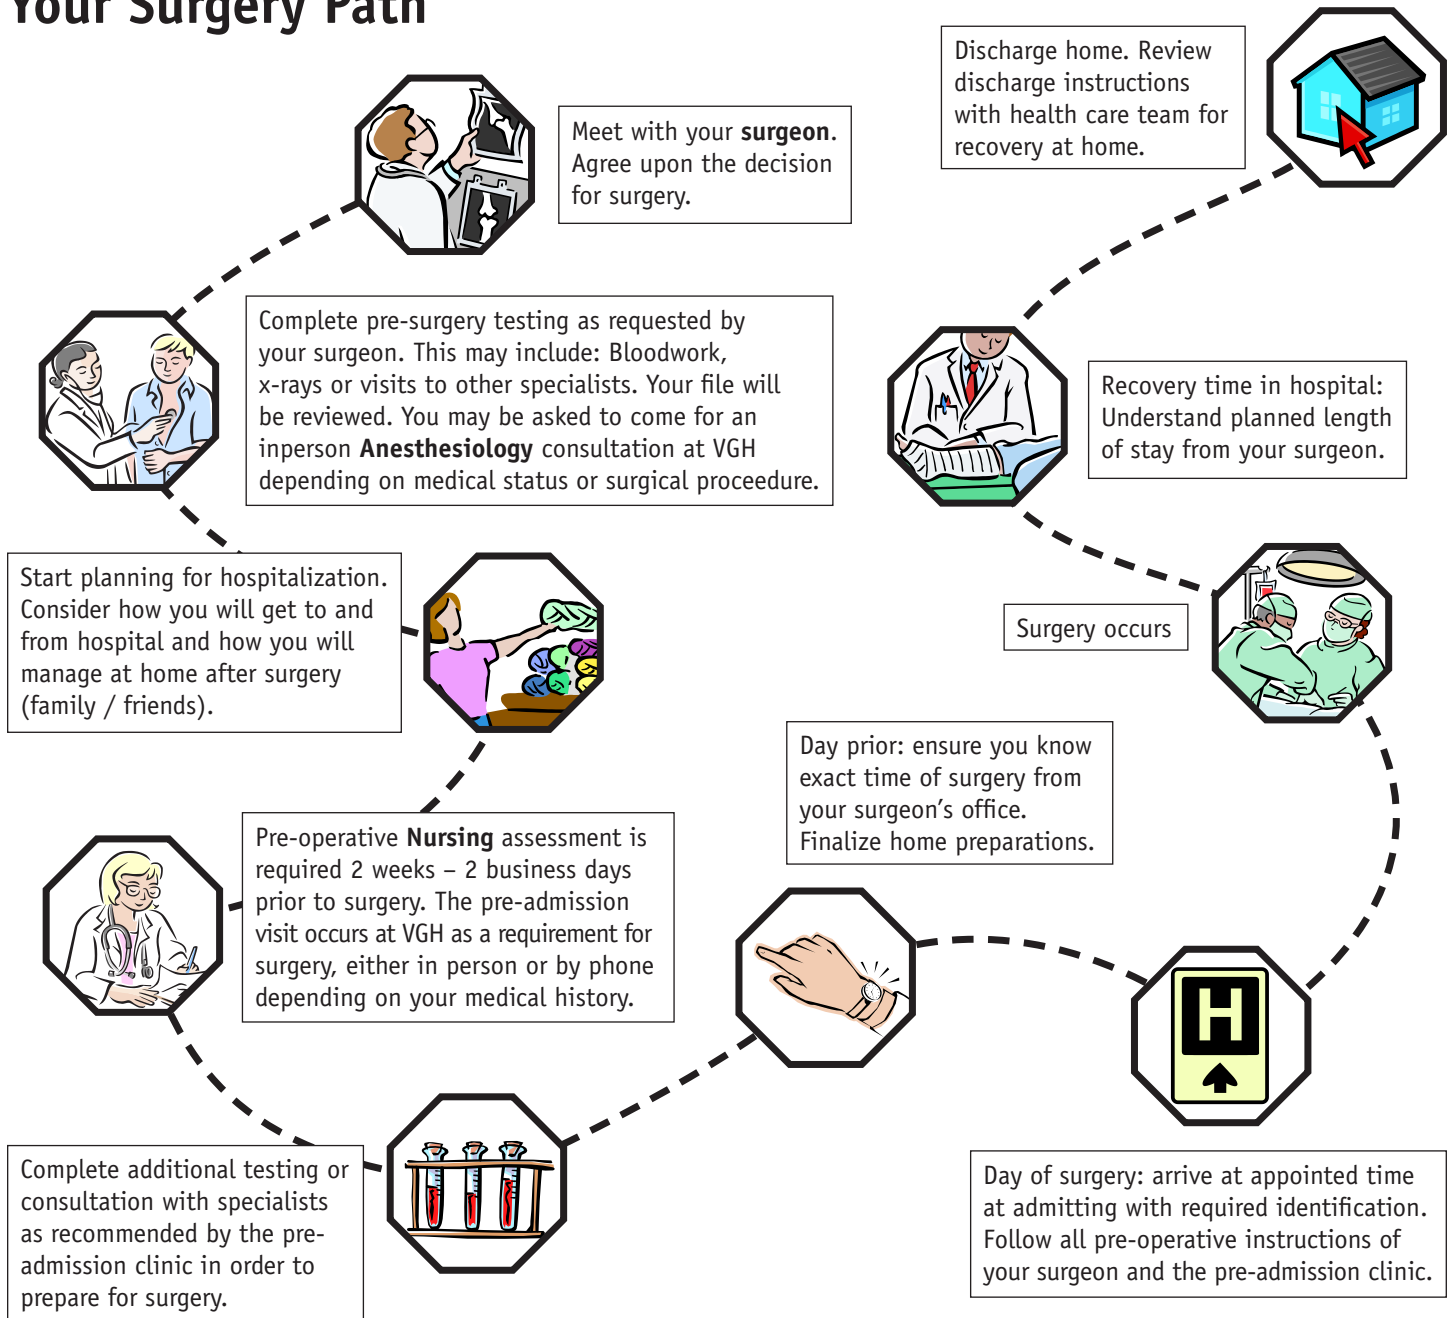 Your Surgery Path
Meet with your surgeon.
Agree upon the decision
for surgery.
Complete pre-surgery testing as requested by
your surgeon. This may include: Bloodwork,
x-rays or visits to other specialists. Your file will
be reviewed. You may be asked to come for an
inperson Anesthesiology consultation at VGH
depending on medical status or surgical proceedure.
Start planning for hospitalization.
Consider how you will get to and
from hospital and how you will
manage at home after surgery
(family / friends).
Pre-operative Nursing assessment is
required 2 weeks – 2 business days
prior to surgery. The pre-admission
visit occurs at VGH as a requirement for
surgery, either in person or by phone
depending on your medical history.
Complete additional testing or
consultation with specialists
as recommended by the pre-
admission clinic in order to
prepare for surgery.
Day prior: ensure you know
exact time of surgery from
your surgeon’s office.
Finalize home preparations.
H
Day of surgery: arrive at appointed time
at admitting with required identification.
Follow all pre-operative instructions of
your surgeon and the pre-admission clinic.
Surgery occurs
Recovery time in hospital:
Understand planned length
of stay from your surgeon.
Discharge home. Review
discharge instructions
with health care team for
recovery at home.